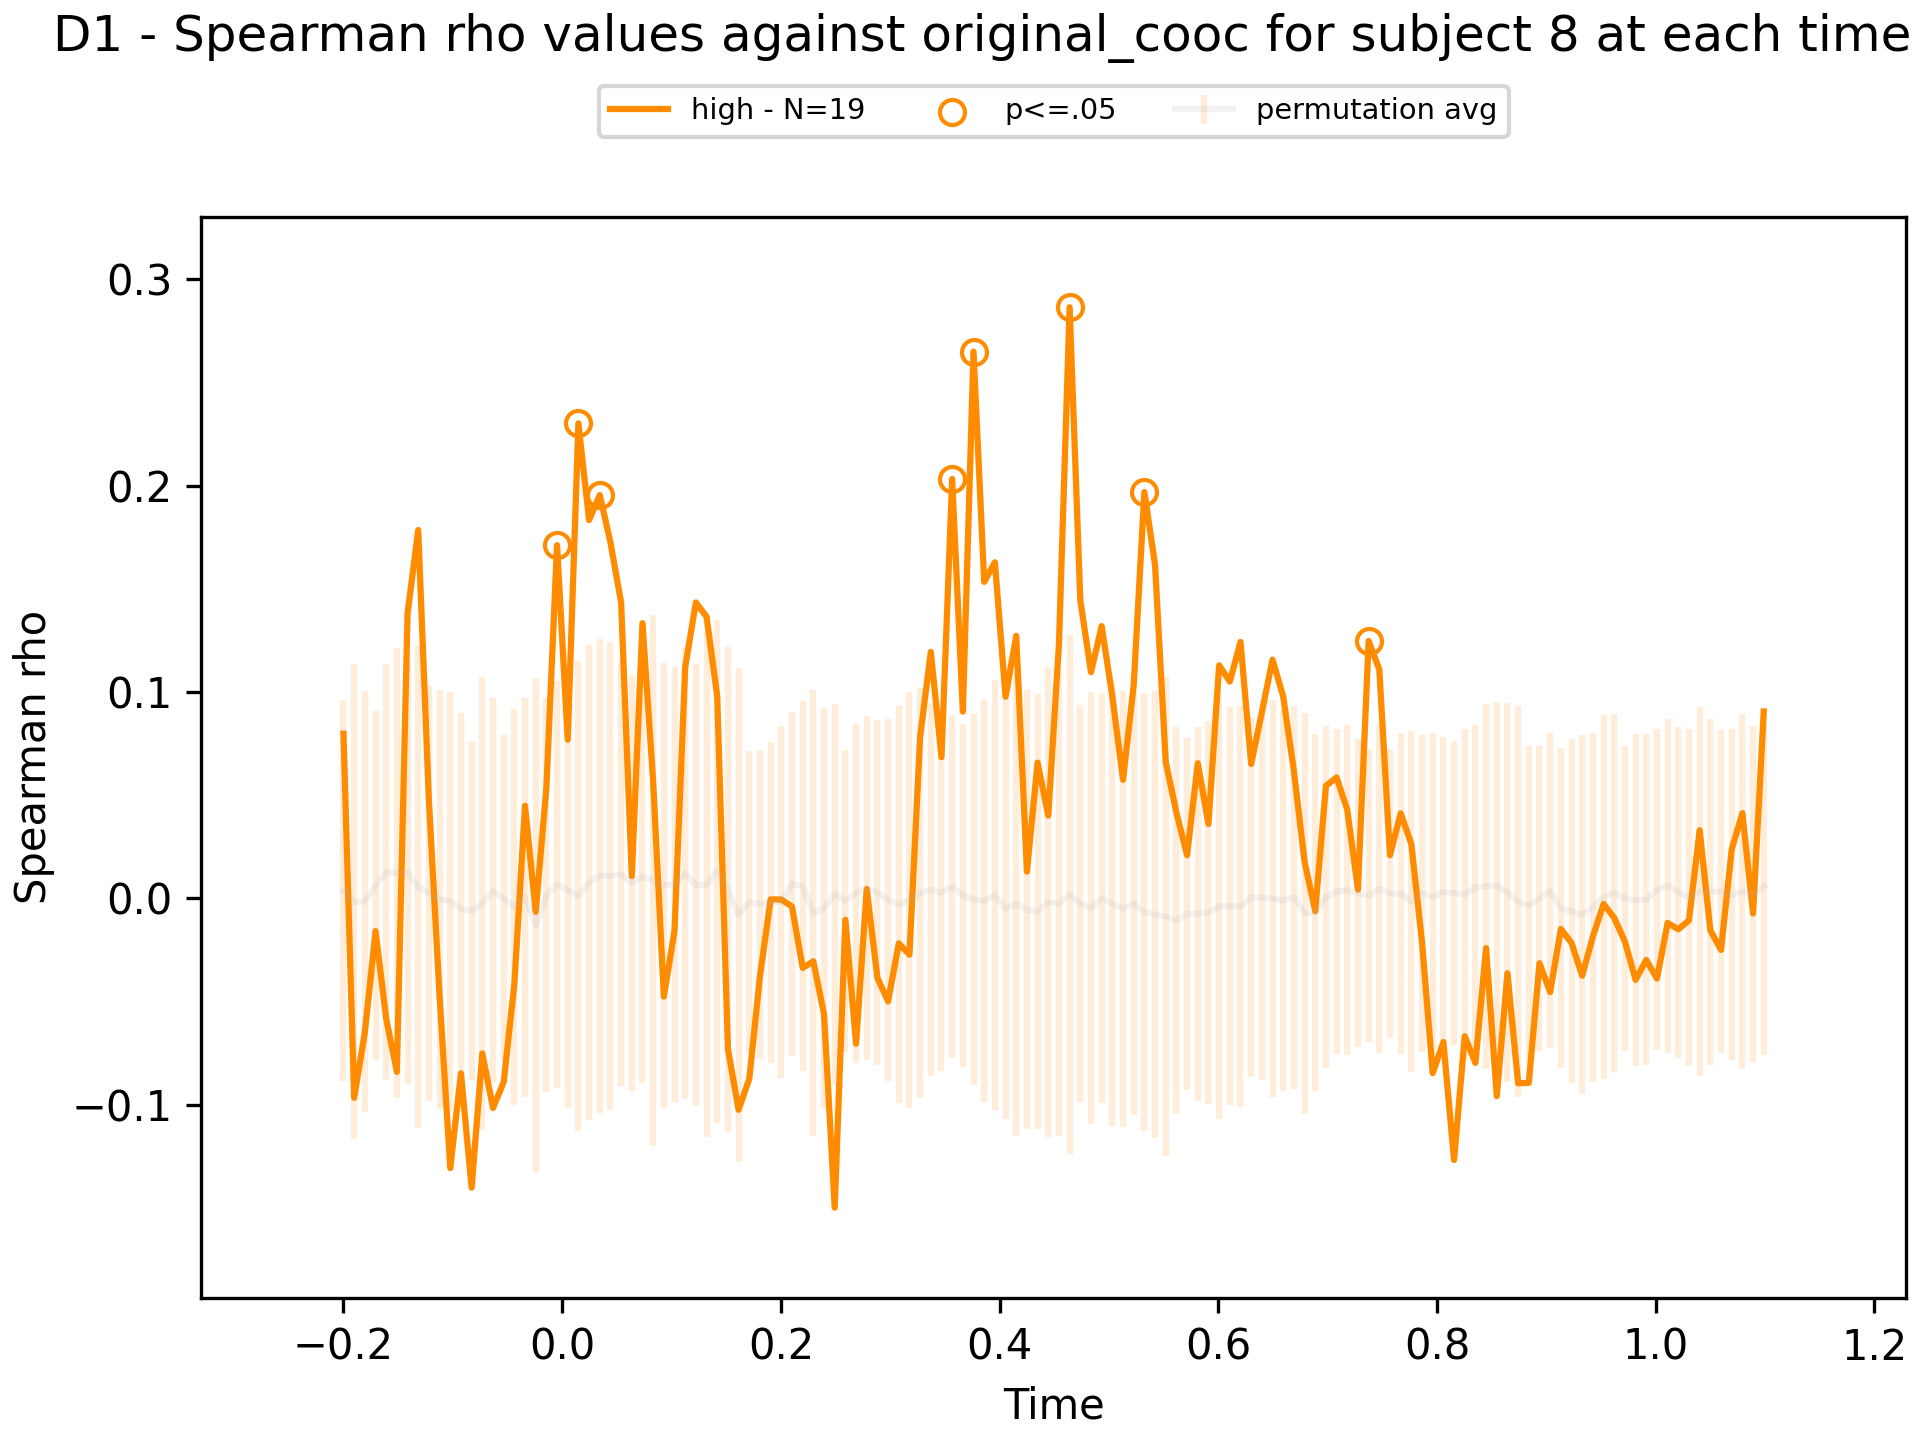 D1 - Spearman rho values against original_cooc for subject 8 at each time
high - N=19 p<=.05 permutation avg
0.3
0.2
0.1
0.0
−0.1
Spearman rho
−0.2 0.0 0.2 0.4 0.6 0.8 1.0 1.2
Time